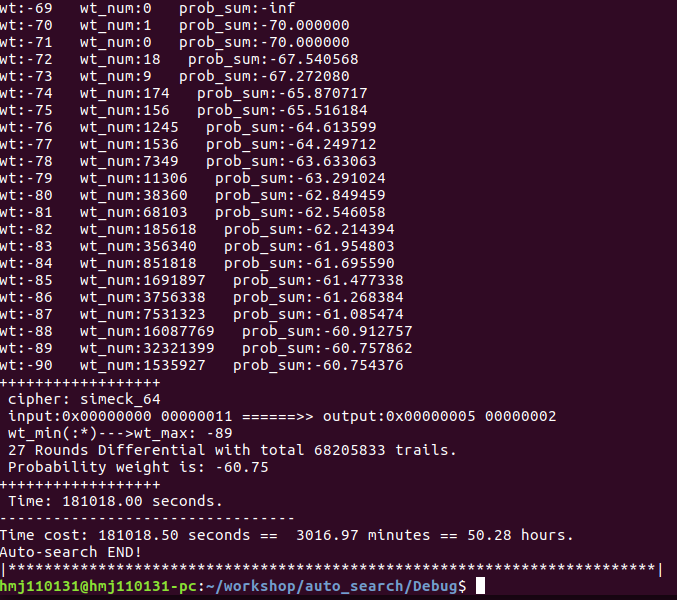 wt:-69 wt_num:0 prob_sum:-inf
wt:-70 wt_num:1 prob_sum:-70.000000
wt:-71 wt_num:0 prob_sum:-70.000000
wt:-72 wt_num:18 prob_sum:-67.540568
wt:-73 wt_num:9 prob_sum:-67.272080
wt:-74 wt_num:174 prob_sum:-65.870717
wt:-75 wt_num:156 prob_sum:-65.516184
wt:-76 wt_num:1245 prob_sum:-64.613599
wt:-77 wt_num:1536 prob_sum:-64.249712
wt:-78 wt_num:7349 prob_sum:-63.633063
wt:-79 wt_num:11306 prob_sum:-63.291024
wt:-80 wt_num:38360 prob_sum:-62.849459
wt:-81 wt_num:68103 prob_sum:-62.546058
wt:-82 wt_num:185618 prob_sum:-62.214394
wt:-83 wt_num:356340 prob_sum:-61.954803
wt:-84 wt_num:851818 prob_sum:-61.695590
wt:-85 wt_num:1691897 prob_sum:-61.477338
wt:-86 wt_num:3756338 prob_sum:-61.268384
wt:-87 wt_num:7531323 prob_sum:-61.085474
wt:-88 wt_num:16087769 prob_sum:-60.912757
wt:-89 wt_num:32321399 prob_sum:-60.757862
wt:-90 wt_num:1535927 prob_sum:-60.754376
++++++++++++++++++
cipher: simeck_64
input:0x00000000 00000011 ======>> output:0x00000005 00000002
wt_min(:*)--->wt_max: -89
27 Rounds Differential with total 68205833 trails.
Probability weight is: -60.75
++++++++++++++++++
Time: 181018.00 seconds.
---------------------------------
Time cost: 181018.50 seconds == 3016.97 minutes == 50.28 hours.
Auto-search END!
|************************************************************************|
hmj110131@hmj110131-pc:~/workshop/auto_search/Debug$